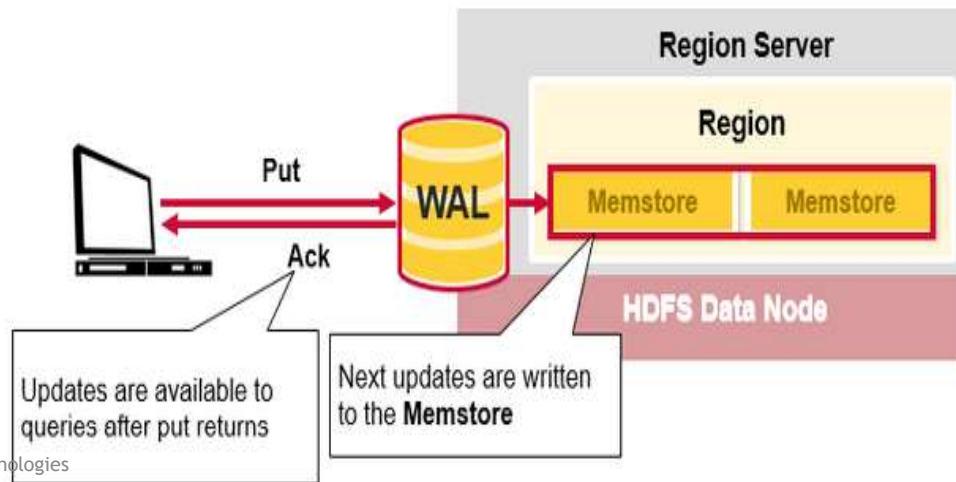 Region Server
Region
Put
WAL
Memstore
Memstore
Ack
HDFS Data Node
Updates are available to
queries after put returns
Next updates are written
to the Memstore
nologies